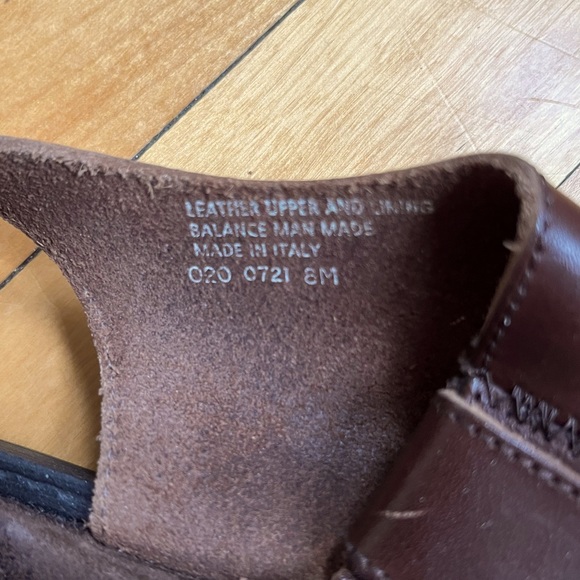 LEATHER UPPER AND LINING
BALANCE MAN MADE
MADE IN ITALY
020 0721 8M